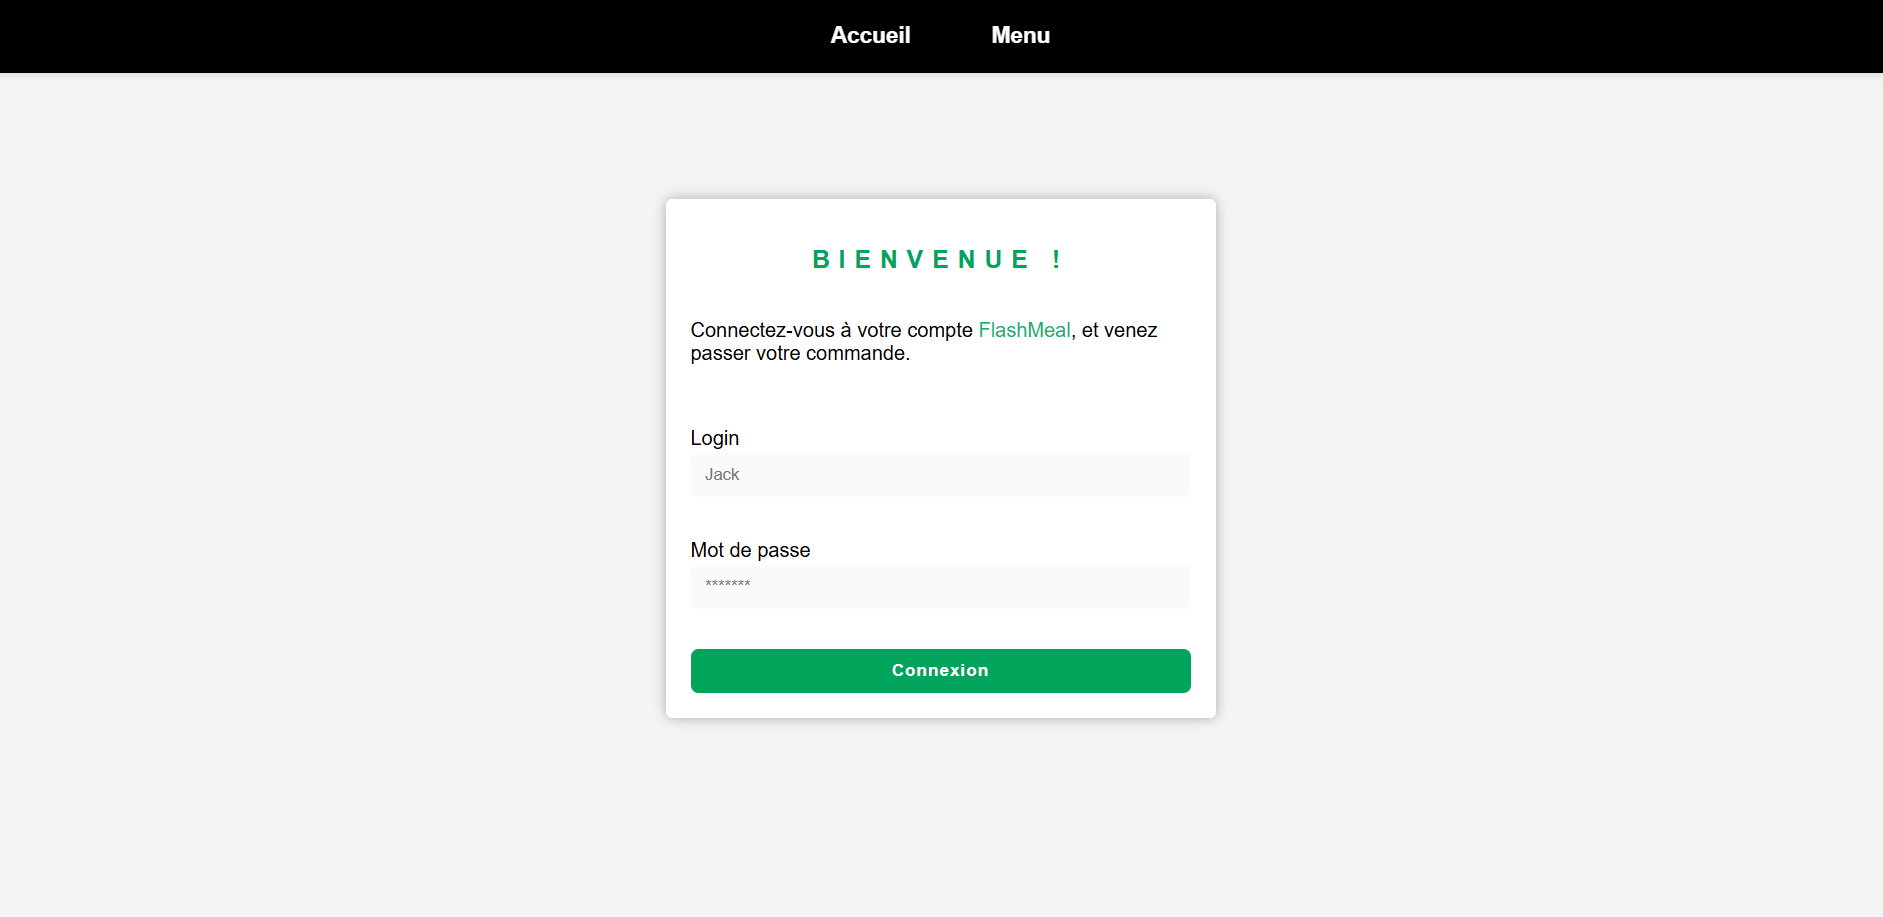 Accueil Menu
BIENVENUE !
Connectez-vous à votre compte FlashMeal, et venez
passer votre commande.
Login
Jack
Mot de passe
*******
Connexion